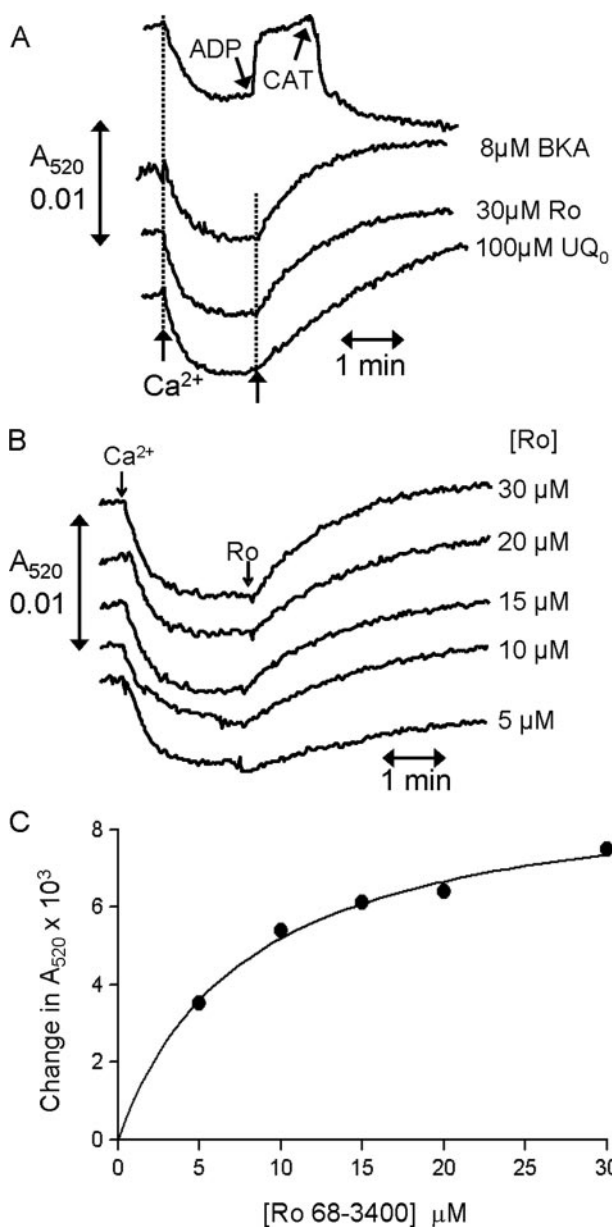 A
ADP
CAT
A₅₂₀
0.01
8µM BKA
30µM Ro
100µM UQ₀
1 min
Ca²⁺
B
[Ro]
Ca²⁺
30 µM
Ro
20 µM
A₅₂₀
0.01
15 µM
10 µM
5 µM
1 min
C
Change in A₅₂₀ x 10³
8
6
4
2
0
0 5 10 15 20 25 30
[Ro 68-3400] µM